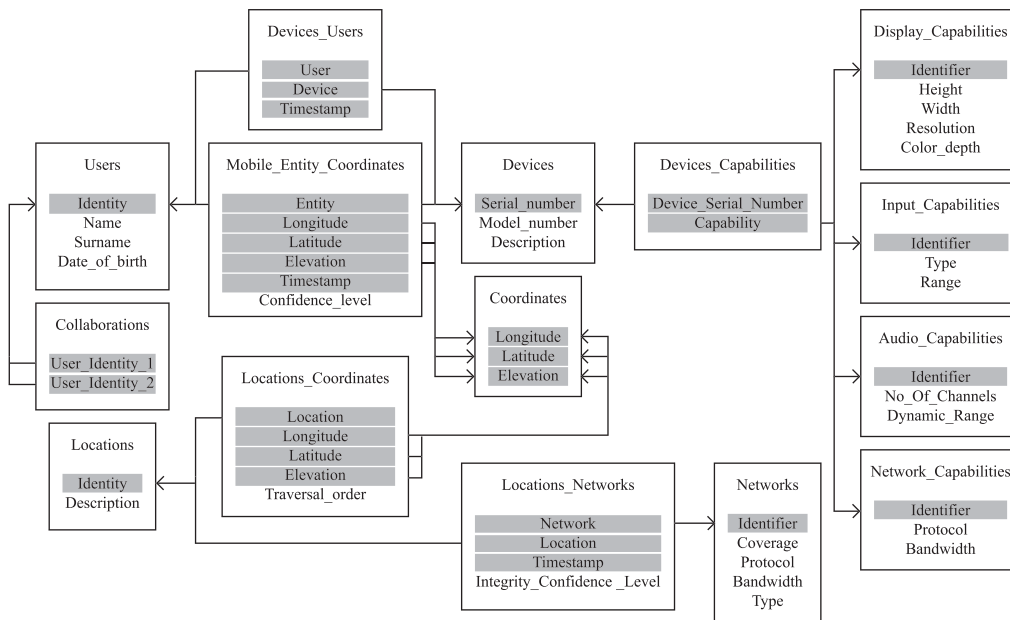 Devices_Users
User
Device
Timestamp
Users
Identity
Name
Surname
Date_of_birth
Mobile_Entity_Coordinates
Entity
Longitude
Latitude
Elevation
Timestamp
Confidence_level
Devices
Serial_number
Model_number
Description
Devices_Capabilities
Device_Serial_Number
Capability
Display_Capabilities
Identifier
Height
Width
Resolution
Color_depth
Input_Capabilities
Identifier
Type
Range
Collaborations
User_Identity_1
User_Identity_2
Coordinates
Longitude
Latitude
Elevation
Audio_Capabilities
Identifier
No_Of_Channels
Dynamic_Range
Locations_Coordinates
Location
Longitude
Latitude
Elevation
Traversal_order
Locations
Identity
Description
Locations_Networks
Network
Location
Timestamp
Integrity_Confidence _Level
Networks
Identifier
Coverage
Protocol
Bandwidth
Type
Network_Capabilities
Identifier
Protocol
Bandwidth